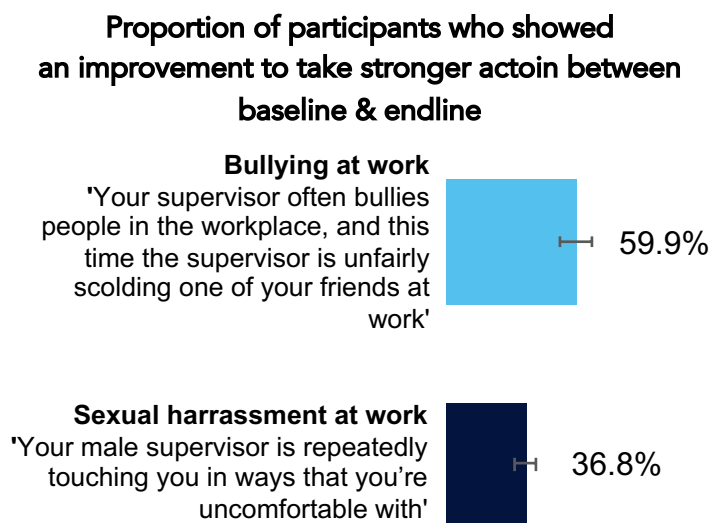 Proportion of participants who showed
an improvement to take stronger actoin between
baseline & endline
Bullying at work
'Your supervisor often bullies
people in the workplace, and this
time the supervisor is unfairly
scolding one of your friends at
work'
59.9%
Sexual harrassment at work
'Your male supervisor is repeatedly
touching you in ways that you’re
uncomfortable with'
36.8%